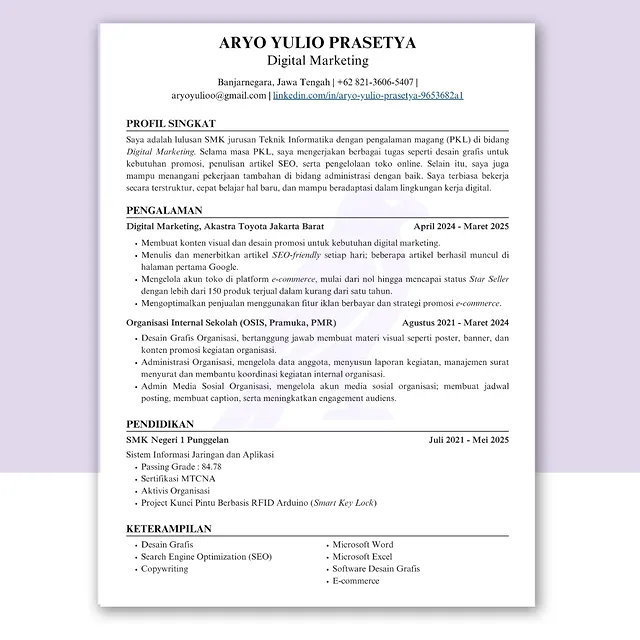 ARYO YULIO PRASETYA
Digital Marketing
Banjarnegara, Jawa Tengah | +62 821-3606-5407 |
aryoyulioo@gmail.com | linkedin.com/in/aryo-yulio-prasetya-9653682a1
PROFIL SINGKAT
Saya adalah lulusan SMK jurusan Teknik Informatika dengan pengalaman magang (PKL) di bidang
Digital Marketing. Selama masa PKL, saya mengerjakan berbagai tugas seperti desain grafis untuk
kebutuhan promosi, penulisan artikel SEO, serta pengelolaan toko online. Selain itu, saya juga
mampu menangani pekerjaan tambahan di bidang administrasi dengan baik. Saya terbiasa bekerja
secara terstruktur, cepat belajar hal baru, dan mampu beradaptasi dalam lingkungan kerja digital.
PENGALAMAN
Digital Marketing, Akastra Toyota Jakarta Barat April 2024 - Maret 2025
• Membuat konten visual dan desain promosi untuk kebutuhan digital marketing.
• Menulis dan menerbitkan artikel SEO-friendly setiap hari; beberapa artikel berhasil muncul di
halaman pertama Google.
• Mengelola akun toko di platform e-commerce, mulai dari nol hingga mencapai status Star Seller
dengan lebih dari 150 produk terjual dalam kurang dari satu tahun.
• Mengoptimalkan penjualan menggunakan fitur iklan berbayar dan strategi promosi e-commerce.
Organisasi Internal Sekolah (OSIS, Pramuka, PMR) Agustus 2021 - Maret 2024
• Desain Grafis Organisasi, bertanggung jawab membuat materi visual seperti poster, banner, dan
konten promosi kegiatan organisasi.
• Administrasi Organisasi, mengelola data anggota, menyusun laporan kegiatan, manajemen surat
menyurat dan membantu koordinasi kegiatan internal organisasi.
• Admin Media Sosial Organisasi, mengelola akun media sosial organisasi; membuat jadwal
posting, membuat caption, serta meningkatkan engagement audiens.
PENDIDIKAN
SMK Negeri 1 Punggelan Juli 2021 - Mei 2025
Sistem Informasi Jaringan dan Aplikasi
• Passing Grade : 84.78
• Sertifikasi MTCNA
• Aktivis Organisasi
• Project Kunci Pintu Berbasis RFID Arduino (Smart Key Lock)
KETERAMPILAN
• Desain Grafis
• Search Engine Optimization (SEO)
• Copywriting
• Microsoft Word
• Microsoft Excel
• Software Desain Grafis
• E-commerce